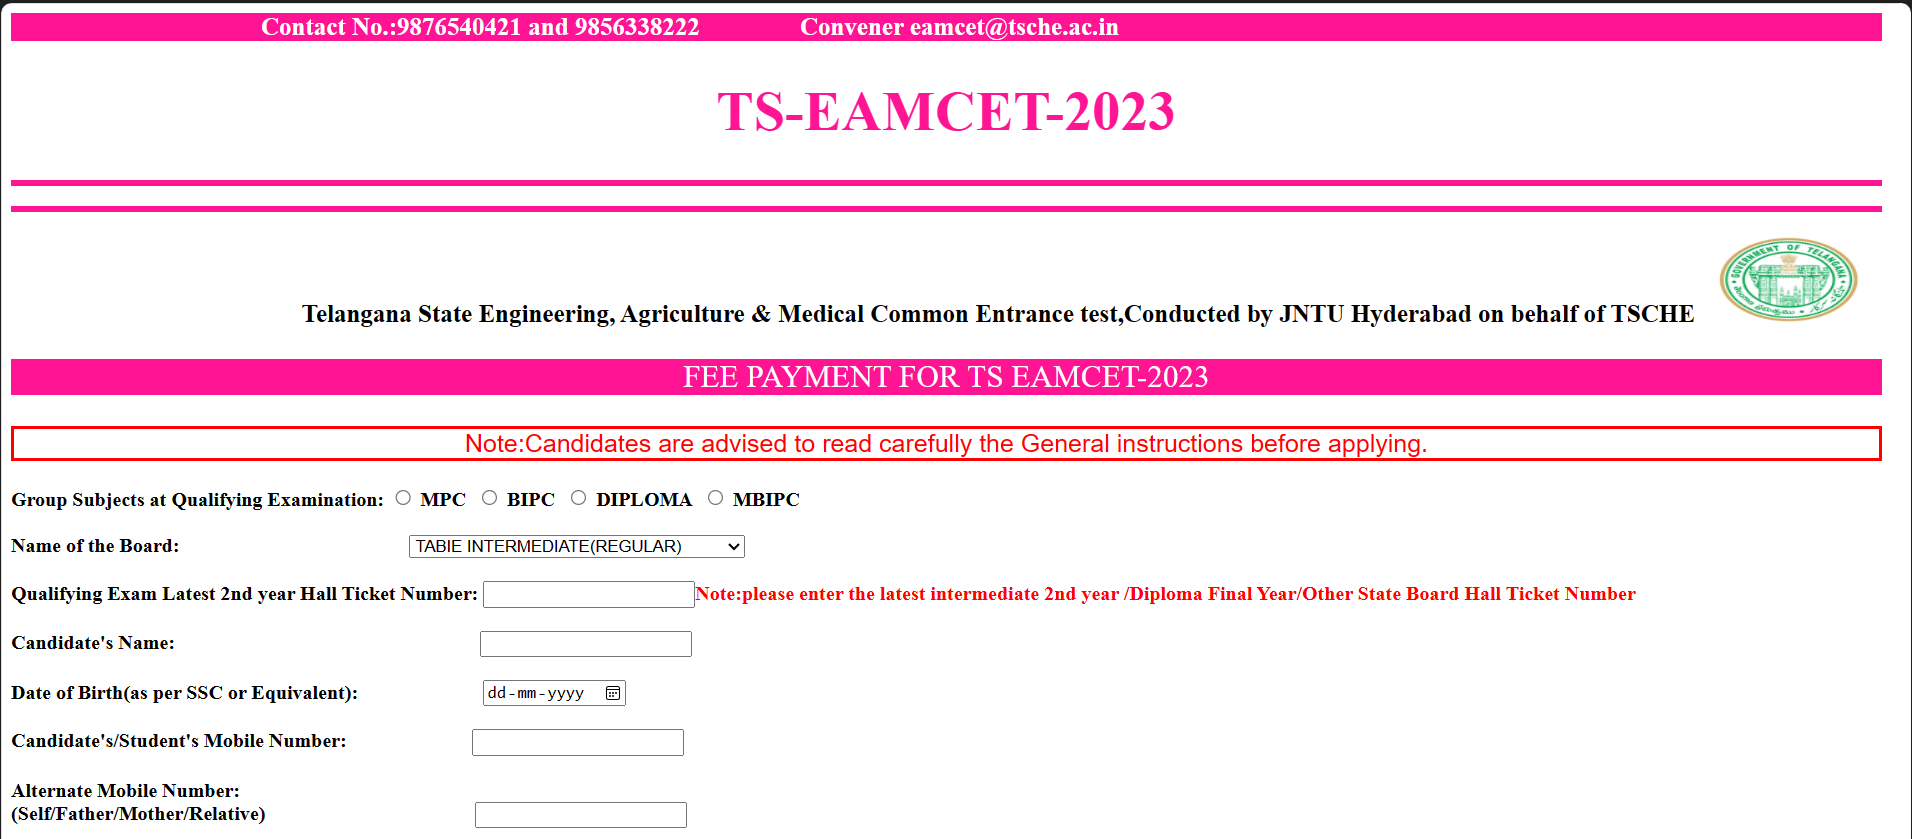 Contact No.:9876540421 and 9856338222 Convener eamcet@tsche.ac.in
TS-EAMCET-2023
GOVERNMENT OF TELANGANA
Telangana State Engineering, Agriculture & Medical Common Entrance test,Conducted by JNTU Hyderabad on behalf of TSCHE
FEE PAYMENT FOR TS EAMCET-2023
Note:Candidates are advised to read carefully the General instructions before applying.
Group Subjects at Qualifying Examination: MPC BIPC DIPLOMA MBIPC
Name of the Board: TABIE INTERMEDIATE(REGULAR)
Qualifying Exam Latest 2nd year Hall Ticket Number: Note:please enter the latest intermediate 2nd year /Diploma Final Year/Other State Board Hall Ticket Number
Candidate's Name:
Date of Birth(as per SSC or Equivalent): dd-mm-yyyy
Candidate's/Student's Mobile Number:
Alternate Mobile Number:
(Self/Father/Mother/Relative)